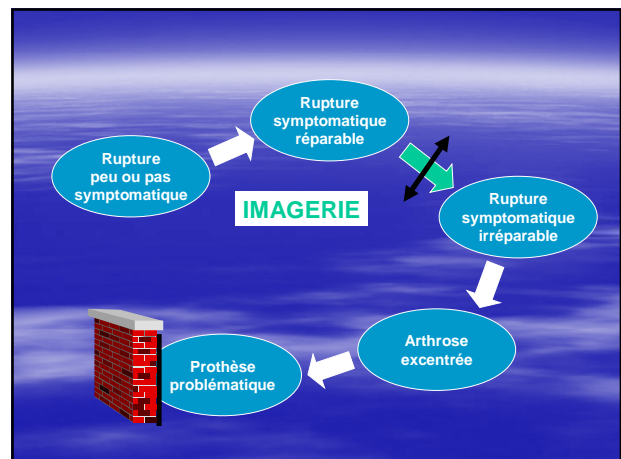 Rupture
peu ou pas
symptomatique
Rupture
symptomatique
réparable
IMAGERIE
Rupture
symptomatique
irréparable
Arthrose
excentrée
Prothèse
problématique